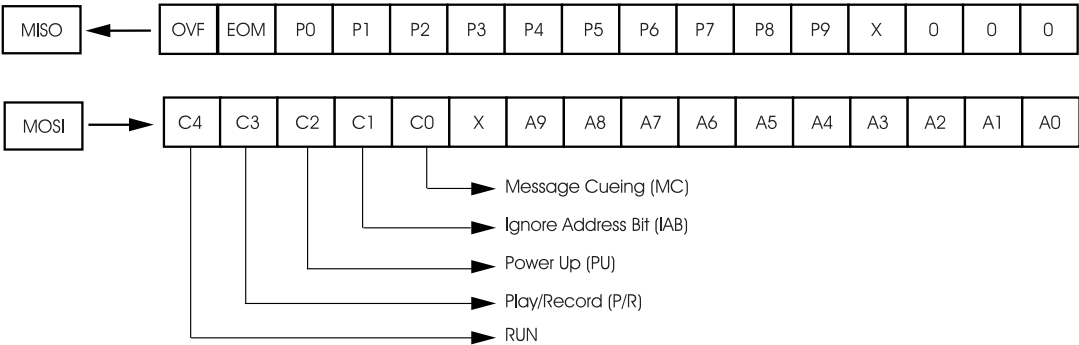 MISO OVF EOM P0 P1 P2 P3 P4 P5 P6 P7 P8 P9 X 0 0 0
MOSI C4 C3 C2 C1 C0 X A9 A8 A7 A6 A5 A4 A3 A2 A1 A0
Message Cueing (MC)
Ignore Address Bit (IAB)
Power Up (PU)
Play/Record (P/R)
RUN